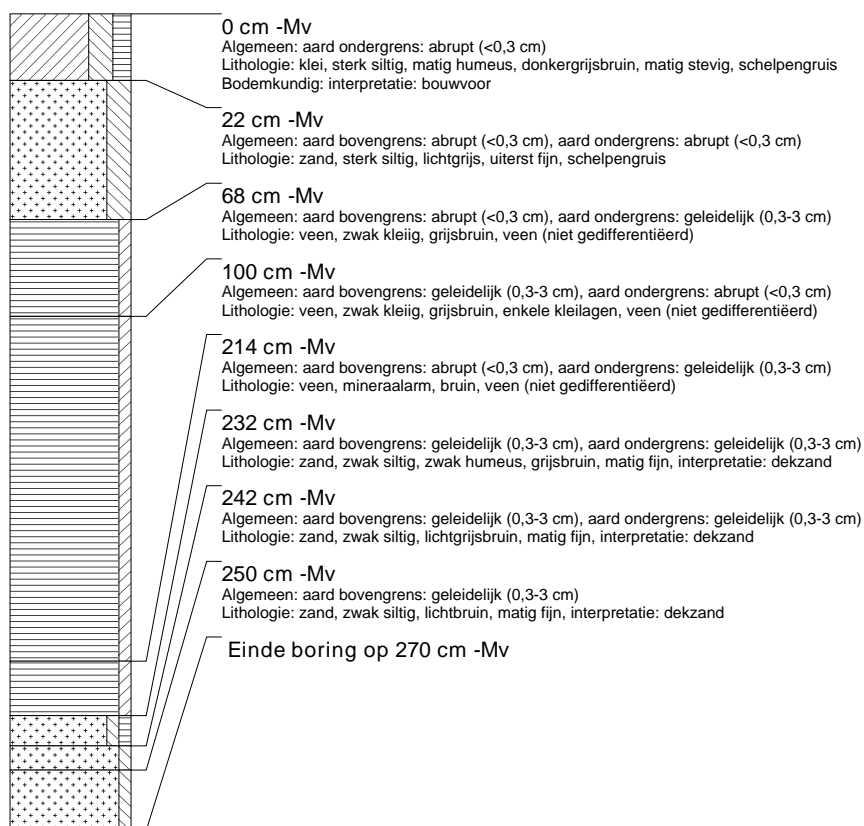 0 cm -Mv
Algemeen: aard ondergrens: abrupt (<0,3 cm)
Lithologie: klei, sterk siltig, matig humeus, donkergrijsbruin, matig stevig, schelpengruis
Bodemkundig: interpretatie: bouwvoor
22 cm -Mv
Algemeen: aard bovengrens: abrupt (<0,3 cm), aard ondergrens: abrupt (<0,3 cm)
Lithologie: zand, sterk siltig, lichtgrijs, uiterst fijn, schelpengruis
68 cm -Mv
Algemeen: aard bovengrens: abrupt (<0,3 cm), aard ondergrens: geleidelijk (0,3-3 cm)
Lithologie: veen, zwak kleiig, grijsbruin, veen (niet gedifferentiëerd)
100 cm -Mv
Algemeen: aard bovengrens: geleidelijk (0,3-3 cm), aard ondergrens: abrupt (<0,3 cm)
Lithologie: veen, zwak kleiig, grijsbruin, enkele kleilagen, veen (niet gedifferentiëerd)
214 cm -Mv
Algemeen: aard bovengrens: abrupt (<0,3 cm), aard ondergrens: geleidelijk (0,3-3 cm)
Lithologie: veen, mineraalarm, bruin, veen (niet gedifferentiëerd)
232 cm -Mv
Algemeen: aard bovengrens: geleidelijk (0,3-3 cm), aard ondergrens: geleidelijk (0,3-3 cm)
Lithologie: zand, zwak siltig, zwak humeus, grijsbruin, matig fijn, interpretatie: dekzand
242 cm -Mv
Algemeen: aard bovengrens: geleidelijk (0,3-3 cm), aard ondergrens: geleidelijk (0,3-3 cm)
Lithologie: zand, zwak siltig, lichtgrijsbruin, matig fijn, interpretatie: dekzand
250 cm -Mv
Algemeen: aard bovengrens: geleidelijk (0,3-3 cm)
Lithologie: zand, zwak siltig, lichtbruin, matig fijn, interpretatie: dekzand
Einde boring op 270 cm -Mv